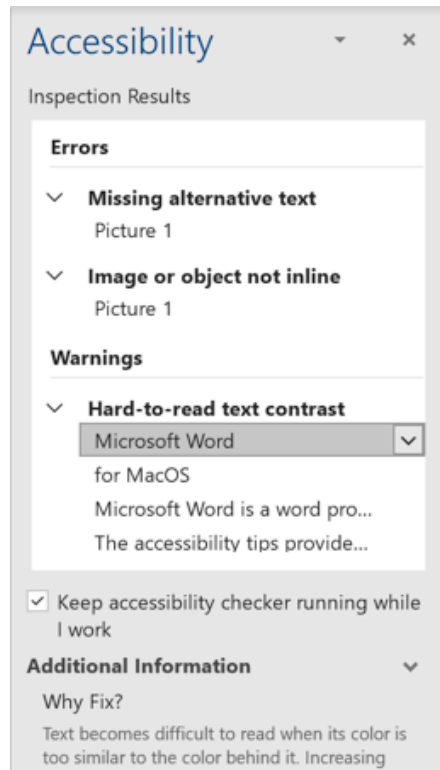 Accessibility
Inspection Results
Errors
Missing alternative text
Picture 1
Image or object not inline
Picture 1
Warnings
Hard-to-read text contrast
Microsoft Word
for MacOS
Microsoft Word is a word pro...
The accessibility tips provide...
Keep accessibility checker running while
I work
Additional Information
Why Fix?
Text becomes difficult to read when its color is
too similar to the color behind it. Increasing